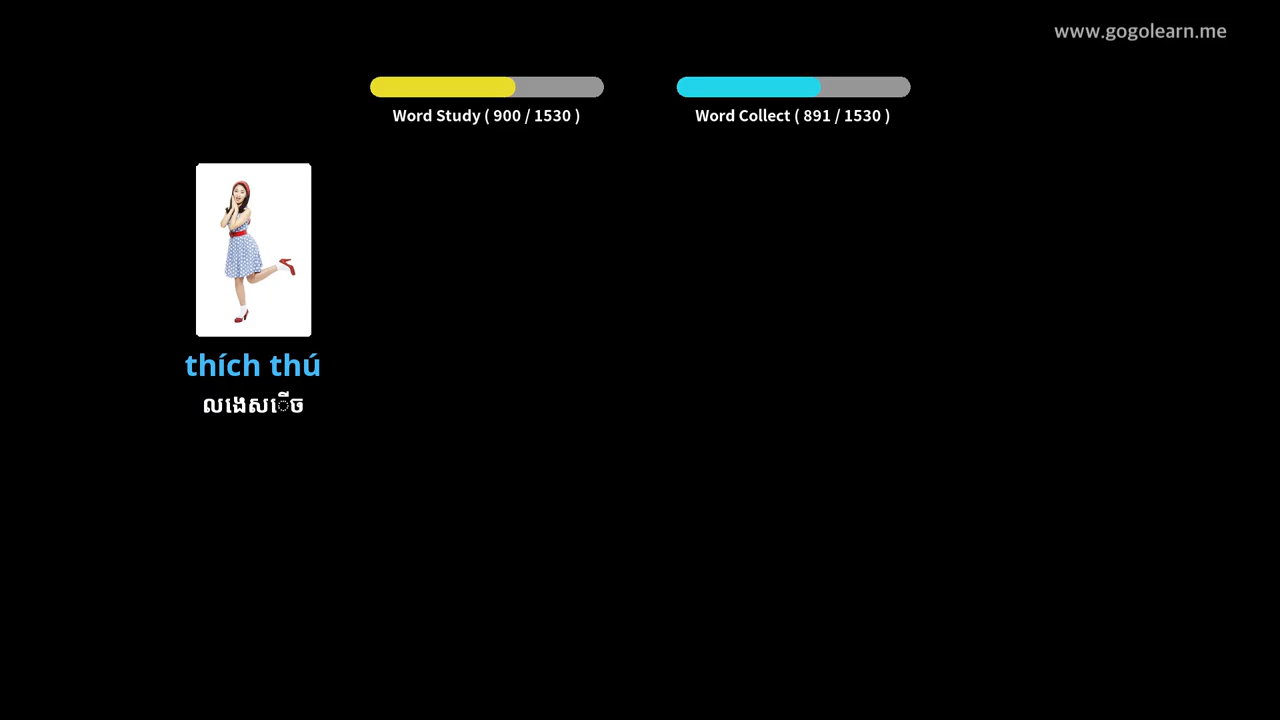 www.gogolearn.me
Word Study ( 900 / 1530 )
Word Collect ( 891 / 1530 )
thích thú
លងេសេីច